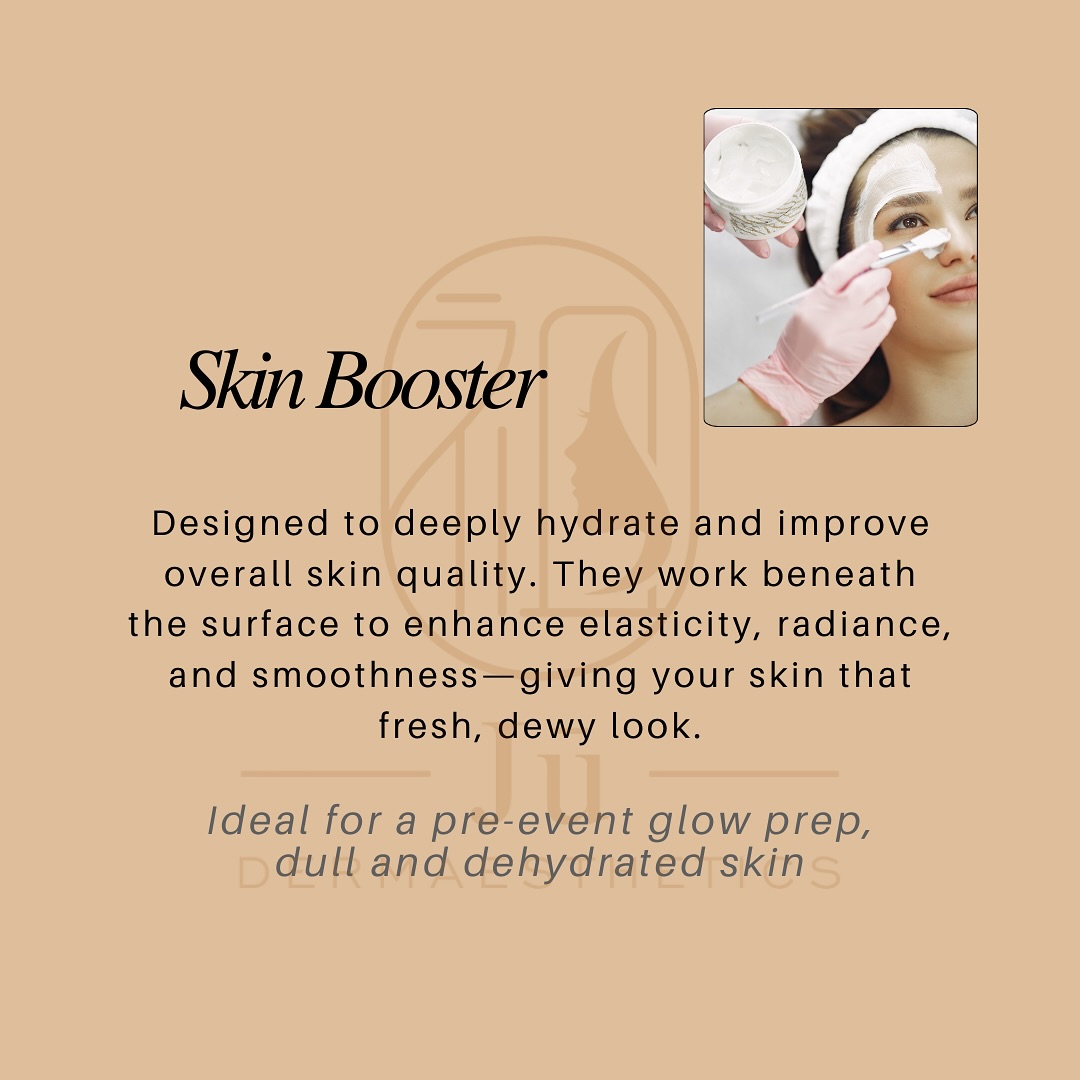 Skin Booster
Designed to deeply hydrate and improve
overall skin quality. They work beneath
the surface to enhance elasticity, radiance,
and smoothness—giving your skin that
fresh, dewy look.
Jū
Ideal for a pre-event glow prep,
dull and dehydrated skin
DERMAESTHETICS